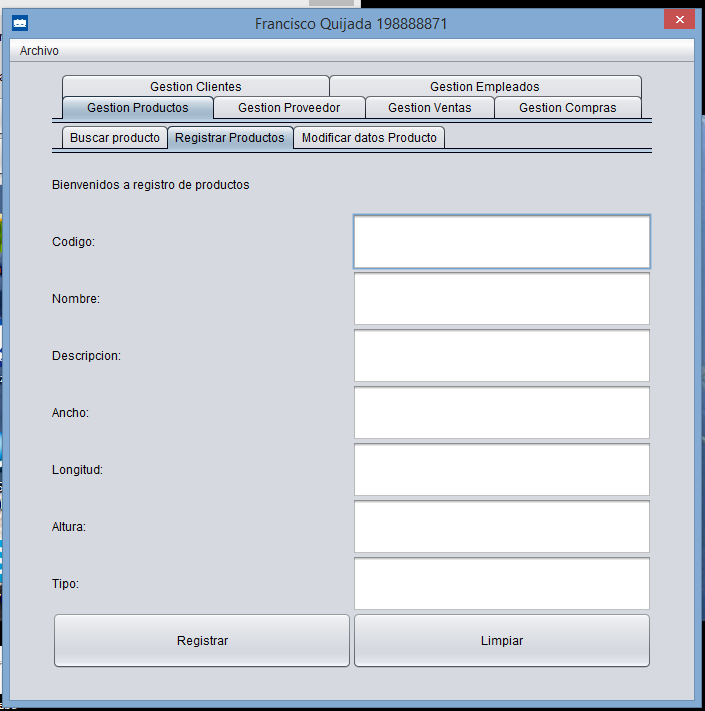 Francisco Quijada 198888871
Archivo
Gestion Clientes Gestion Empleados
Gestion Productos Gestion Proveedor Gestion Ventas Gestion Compras
Buscar producto Registrar Productos Modificar datos Producto
Bienvenidos a registro de productos
Codigo:
Nombre:
Descripcion:
Ancho:
Longitud:
Altura:
Tipo:
Registrar Limpiar